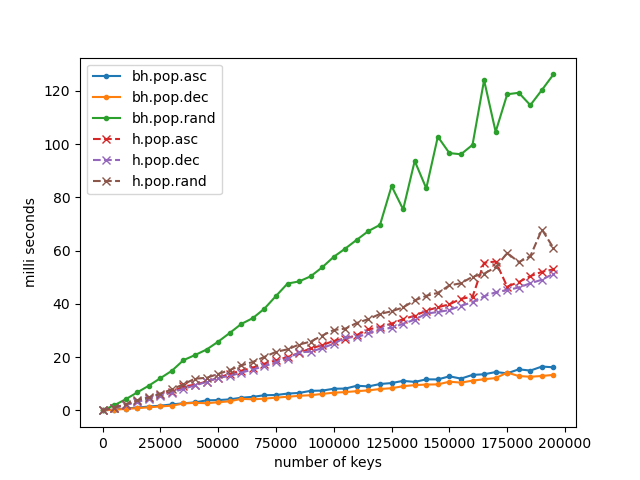 120
100
80
60
40
20
0
milli seconds
bh.pop.asc
bh.pop.dec
bh.pop.rand
h.pop.asc
h.pop.dec
h.pop.rand
0 25000 50000 75000 100000 125000 150000 175000 200000
number of keys